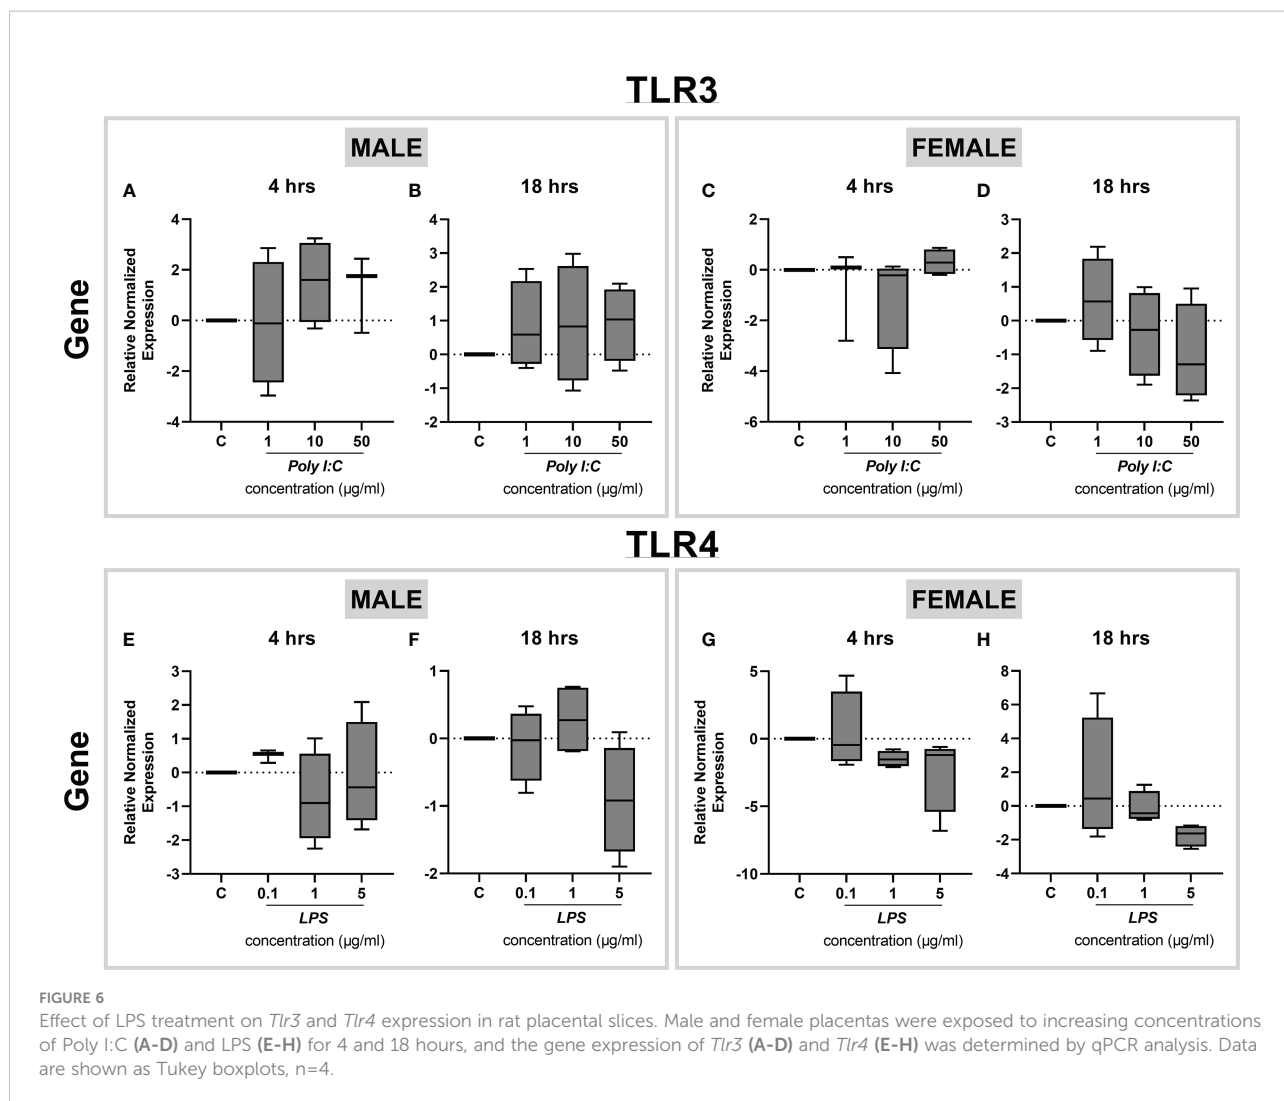 TLR3
MALE
FEMALE
A
4 hrs
B
18 hrs
C
4 hrs
D
18 hrs
Gene
Relative Normalized
Expression
4
2
0
-2
-4
C
1
10
50
Poly I:C
concentration (µg/ml)
4
3
2
1
0
-1
-2
C
1
10
50
Poly I:C
concentration (µg/ml)
Relative Normalized
Expression
2
0
-2
-4
-6
C
1
10
50
Poly I:C
concentration (µg/ml)
3
2
1
0
-1
-2
-3
C
1
10
50
Poly I:C
concentration (µg/ml)
TLR4
MALE
FEMALE
E
4 hrs
F
18 hrs
G
4 hrs
H
18 hrs
Gene
Relative Normalized
Expression
3
2
1
0
-1
-2
-3
C
0.1
1
5
LPS
concentration (µg/ml)
1
0
-1
-2
C
0.1
1
5
LPS
concentration (µg/ml)
Relative Normalized
Expression
5
0
-5
-10
C
0.1
1
5
LPS
concentration (µg/ml)
8
6
4
2
0
-2
-4
C
0.1
1
5
LPS
concentration (µg/ml)
FIGURE 6
Effect of LPS treatment on Tlr3 and Tlr4 expression in rat placental slices. Male and female placentas were exposed to increasing concentrations
of Poly I:C (A-D) and LPS (E-H) for 4 and 18 hours, and the gene expression of Tlr3 (A-D) and Tlr4 (E-H) was determined by qPCR analysis. Data
are shown as Tukey boxplots, n=4.